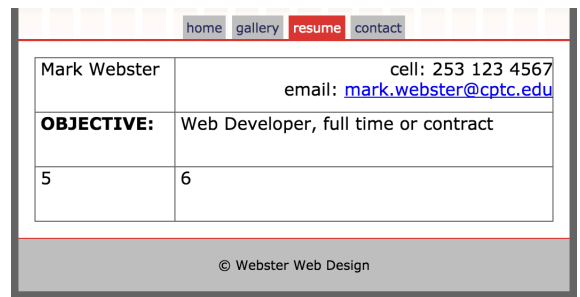 home gallery resume contact
Mark Webster cell: 253 123 4567
email: mark.webster@cptc.edu
OBJECTIVE: Web Developer, full time or contract
5 6
© Webster Web Design